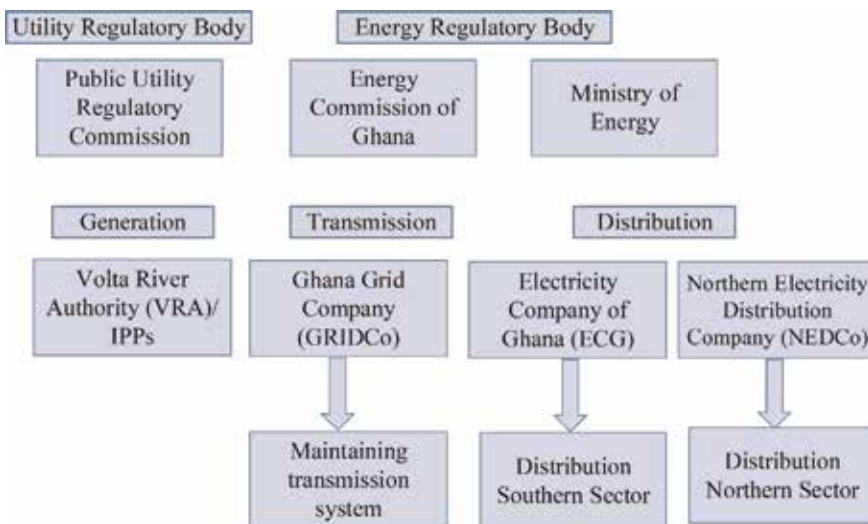 Utility Regulatory Body
Energy Regulatory Body
Public Utility
Regulatory
Commission
Energy
Commission of
Ghana
Ministry of
Energy
Generation
Transmission
Distribution
Volta River
Authority (VRA)/
IPPs
Ghana Grid
Company
(GRIDCo)
Electricity
Company of
Ghana (ECG)
Northern Electricity
Distribution
Company (NEDCo)
Maintaining
transmission
system
Distribution
Southern Sector
Distribution
Northern Sector